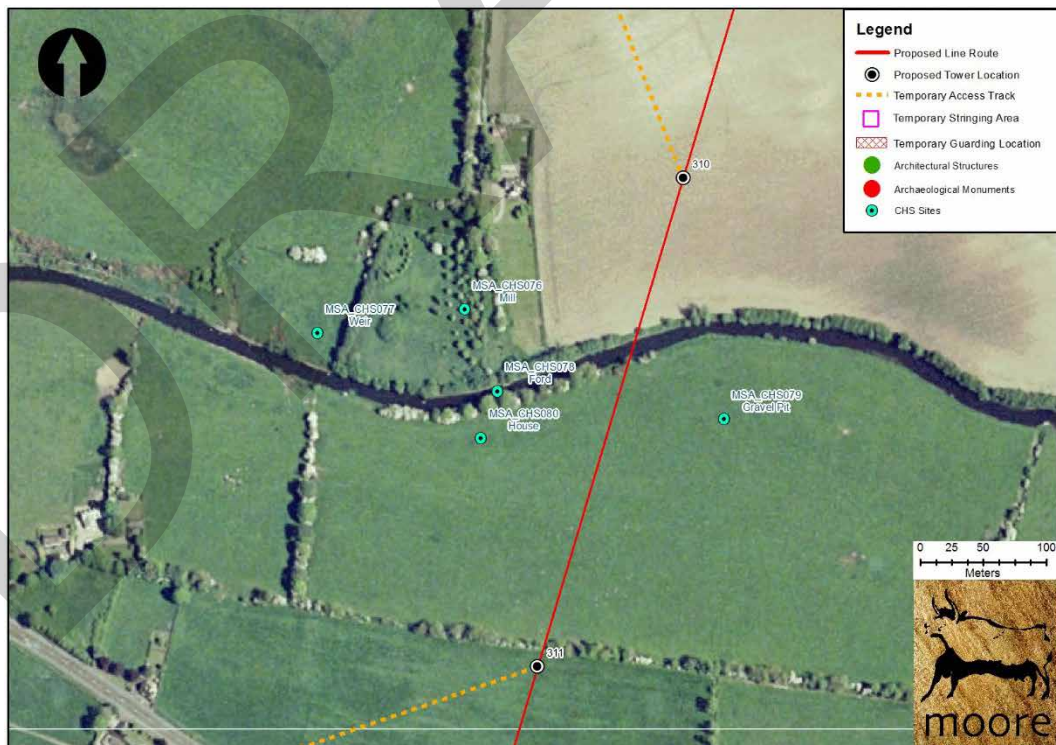 Legend
Proposed Line Route
Proposed Tower Location
Temporary Access Track
Temporary Stringing Area
Temporary Guarding Location
Architectural Structures
Archaeological Monuments
CHS Sites
310
MSA_CHS076
Mill
MSA_CHS077
Weir
MSA_CHS078
Ford
MSA_CHS079
Gravel Pit
MSA_CHS080
House
311
0 25 50 100
Meters
moore